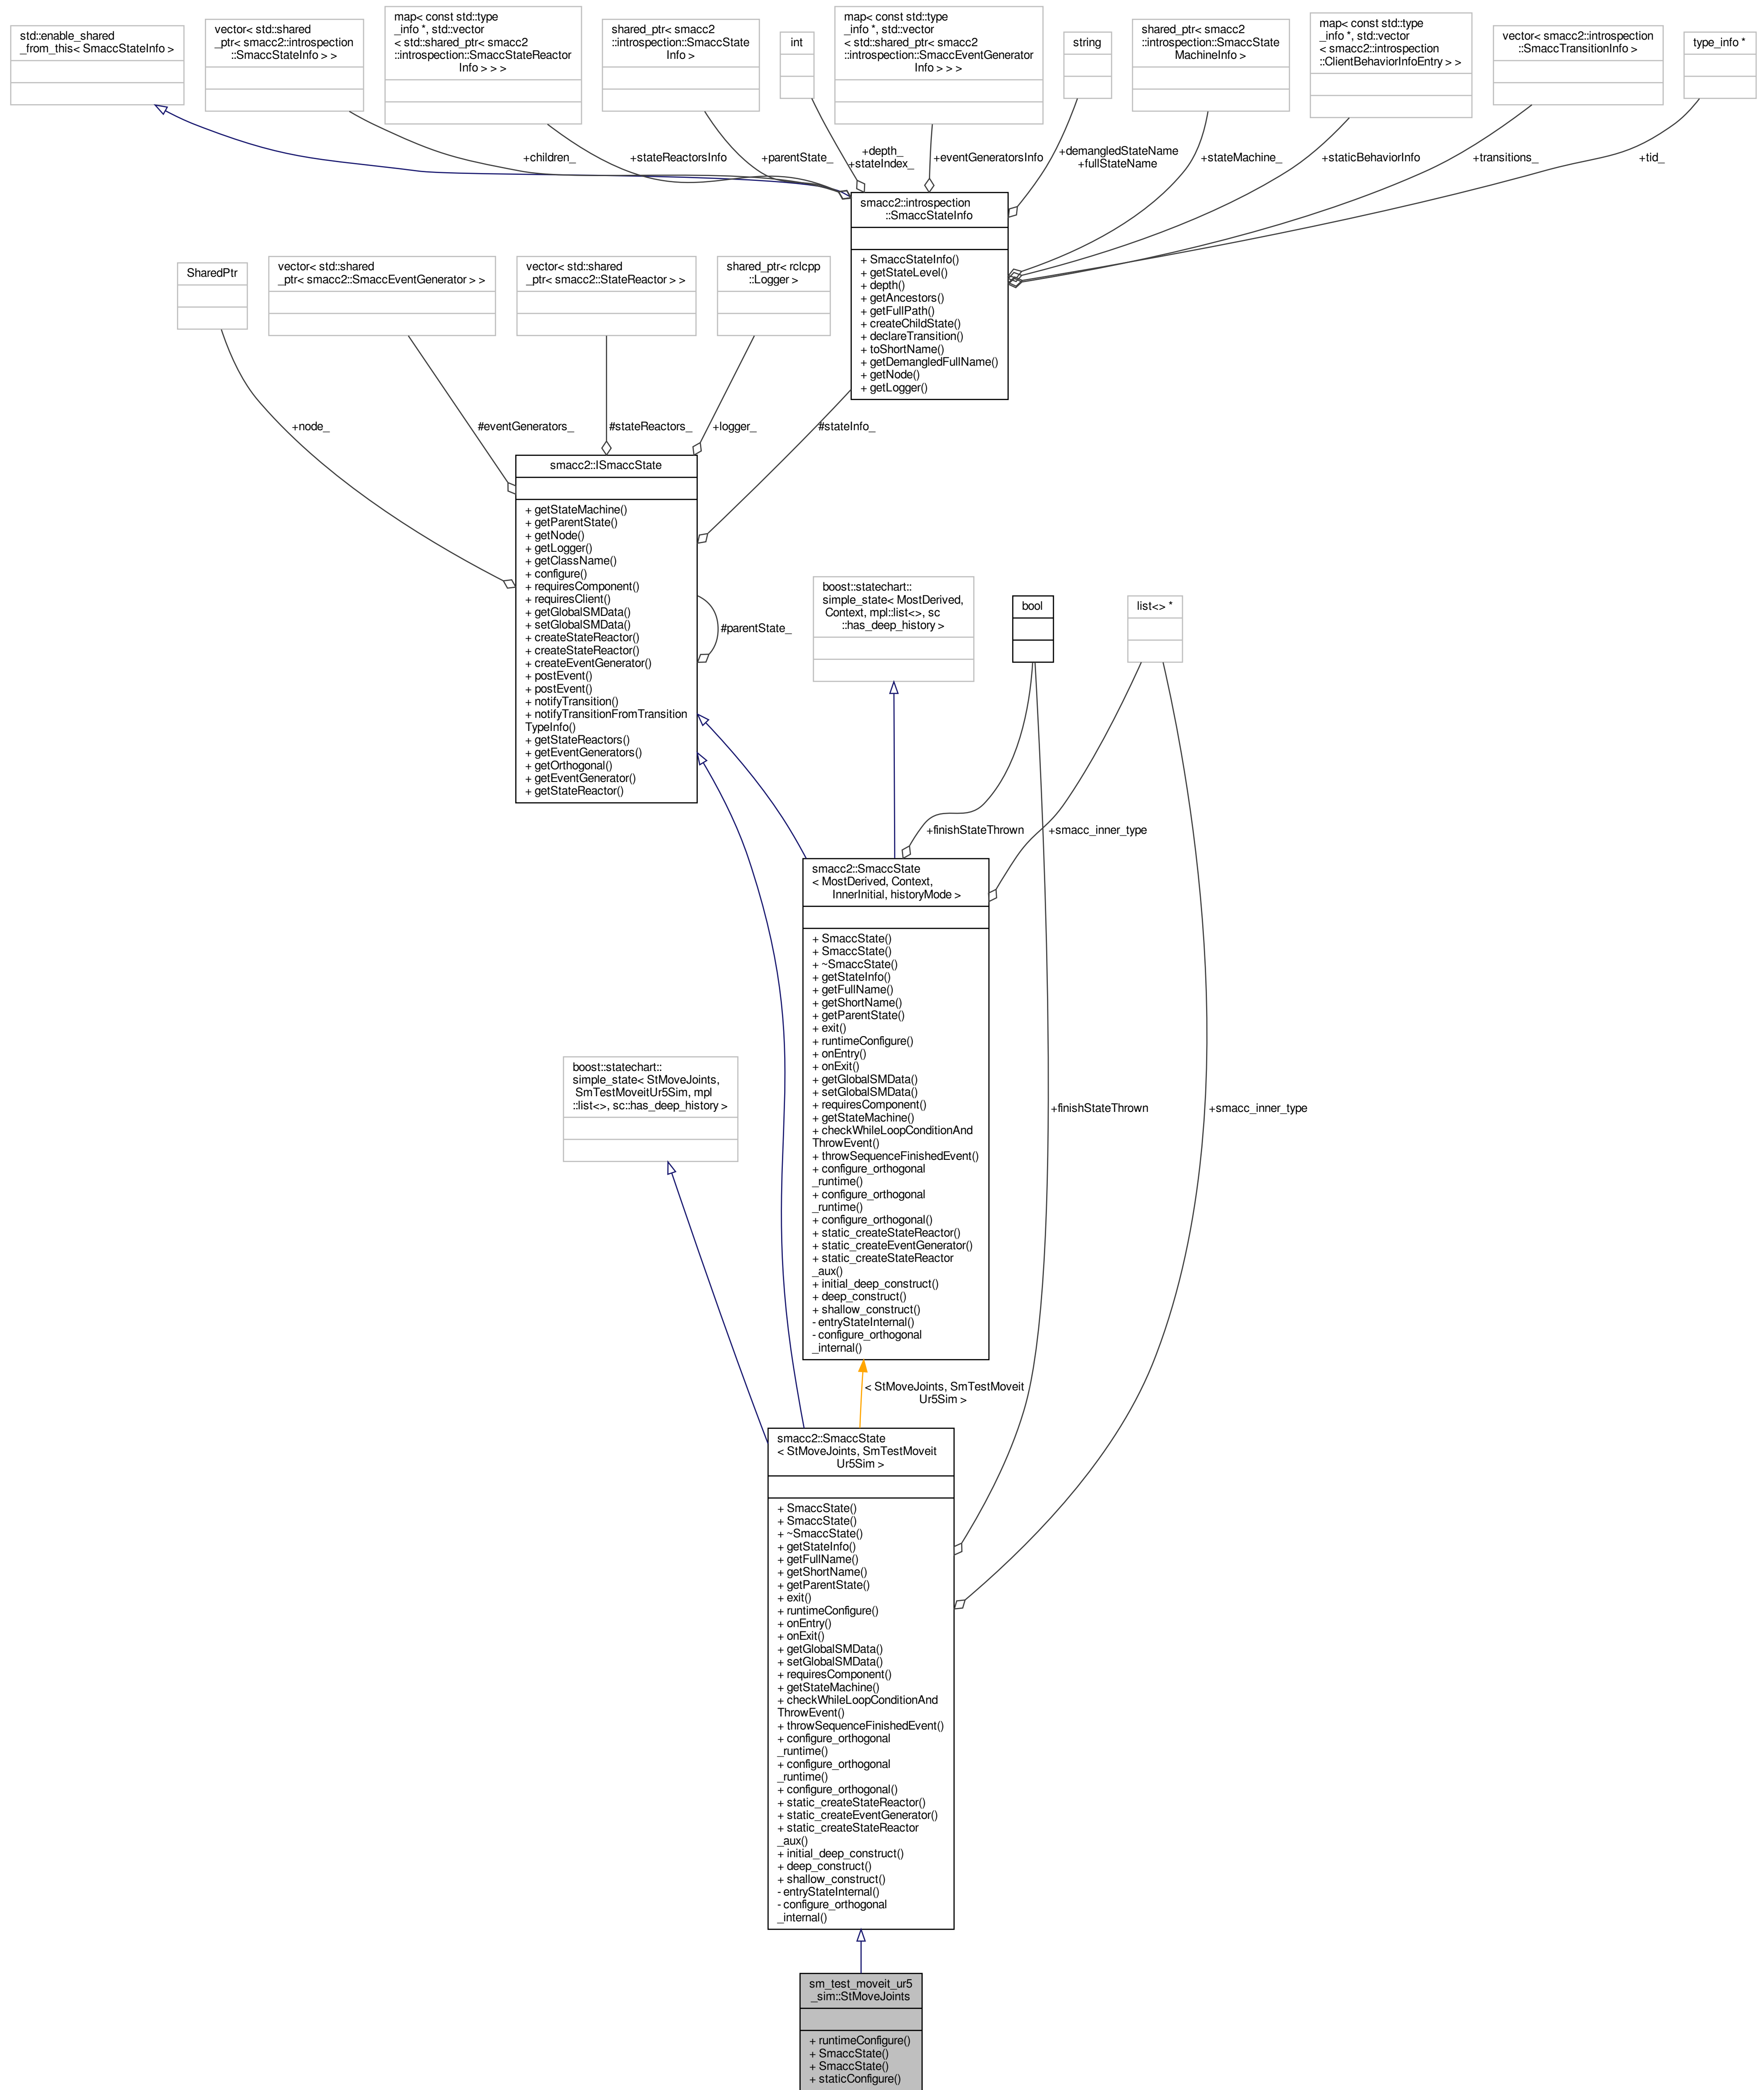 std::enable_shared
_from_this< SmaccStateInfo >
vector< std::shared
_ptr< smacc2::introspection
::SmaccStateInfo > >
map< const std::type
_info *, std::vector
< std::shared_ptr< smacc2
::introspection::SmaccStateReactor
Info > > >
shared_ptr< smacc2
::introspection::SmaccState
Info >
int
map< const std::type
_info *, std::vector
< std::shared_ptr< smacc2
::introspection::SmaccEventGenerator
Info > > >
string
shared_ptr< smacc2
::introspection::SmaccState
MachineInfo >
map< const std::type
_info *, std::vector
< smacc2::introspection
::ClientBehaviorInfoEntry > >
vector< smacc2::introspection
::SmaccTransitionInfo >
type_info *
+children_
+stateReactorsInfo
+parentState_
+depth_
+stateIndex_
+eventGeneratorsInfo
+demangledStateName
+fullStateName
+stateMachine_
+staticBehaviorInfo
+transitions_
+tid_
smacc2::introspection
::SmaccStateInfo
+ SmaccStateInfo()
+ getStateLevel()
+ depth()
+ getAncestors()
+ getFullPath()
+ createChildState()
+ declareTransition()
+ toShortName()
+ getDemangledFullName()
+ getNode()
+ getLogger()
SharedPtr
vector< std::shared
_ptr< smacc2::SmaccEventGenerator > >
vector< std::shared
_ptr< smacc2::StateReactor > >
shared_ptr< rclcpp
::Logger >
+node_
#eventGenerators_
#stateReactors_
+logger_
#stateInfo_
smacc2::ISmaccState
+ getStateMachine()
+ getParentState()
+ getNode()
+ getLogger()
+ getClassName()
+ configure()
+ requiresComponent()
+ requiresClient()
+ getGlobalSMData()
+ setGlobalSMData()
+ createStateReactor()
+ createStateReactor()
+ createEventGenerator()
+ postEvent()
+ postEvent()
+ notifyTransition()
+ notifyTransitionFromTransition
TypeInfo()
+ getStateReactors()
+ getEventGenerators()
+ getOrthogonal()
+ getEventGenerator()
+ getStateReactor()
#parentState_
boost::statechart::
simple_state< MostDerived,
Context, mpl::list<>, sc
::has_deep_history >
bool
list<> *
+finishStateThrown
+smacc_inner_type
smacc2::SmaccState
< MostDerived, Context,
InnerInitial, historyMode >
+ SmaccState()
+ SmaccState()
+ ~SmaccState()
+ getStateInfo()
+ getFullName()
+ getShortName()
+ getParentState()
+ exit()
+ runtimeConfigure()
+ onEntry()
+ onExit()
+ getGlobalSMData()
+ setGlobalSMData()
+ requiresComponent()
+ getStateMachine()
+ checkWhileLoopConditionAnd
ThrowEvent()
+ throwSequenceFinishedEvent()
+ configure_orthogonal
_runtime()
+ configure_orthogonal
_runtime()
+ configure_orthogonal()
+ static_createStateReactor()
+ static_createEventGenerator()
+ static_createStateReactor
_aux()
+ initial_deep_construct()
+ deep_construct()
+ shallow_construct()
- entryStateInternal()
- configure_orthogonal
_internal()
boost::statechart::
simple_state< StMoveJoints,
SmTestMoveitUr5Sim, mpl
::list<>, sc::has_deep_history >
+finishStateThrown
+smacc_inner_type
< StMoveJoints, SmTestMoveit
Ur5Sim >
smacc2::SmaccState
< StMoveJoints, SmTestMoveit
Ur5Sim >
+ SmaccState()
+ SmaccState()
+ ~SmaccState()
+ getStateInfo()
+ getFullName()
+ getShortName()
+ getParentState()
+ exit()
+ runtimeConfigure()
+ onEntry()
+ onExit()
+ getGlobalSMData()
+ setGlobalSMData()
+ requiresComponent()
+ getStateMachine()
+ checkWhileLoopConditionAnd
ThrowEvent()
+ throwSequenceFinishedEvent()
+ configure_orthogonal
_runtime()
+ configure_orthogonal
_runtime()
+ configure_orthogonal()
+ static_createStateReactor()
+ static_createEventGenerator()
+ static_createStateReactor
_aux()
+ initial_deep_construct()
+ deep_construct()
+ shallow_construct()
- entryStateInternal()
- configure_orthogonal
_internal()
sm_test_moveit_ur5
_sim::StMoveJoints
+ runtimeConfigure()
+ SmaccState()
+ SmaccState()
+ staticConfigure()